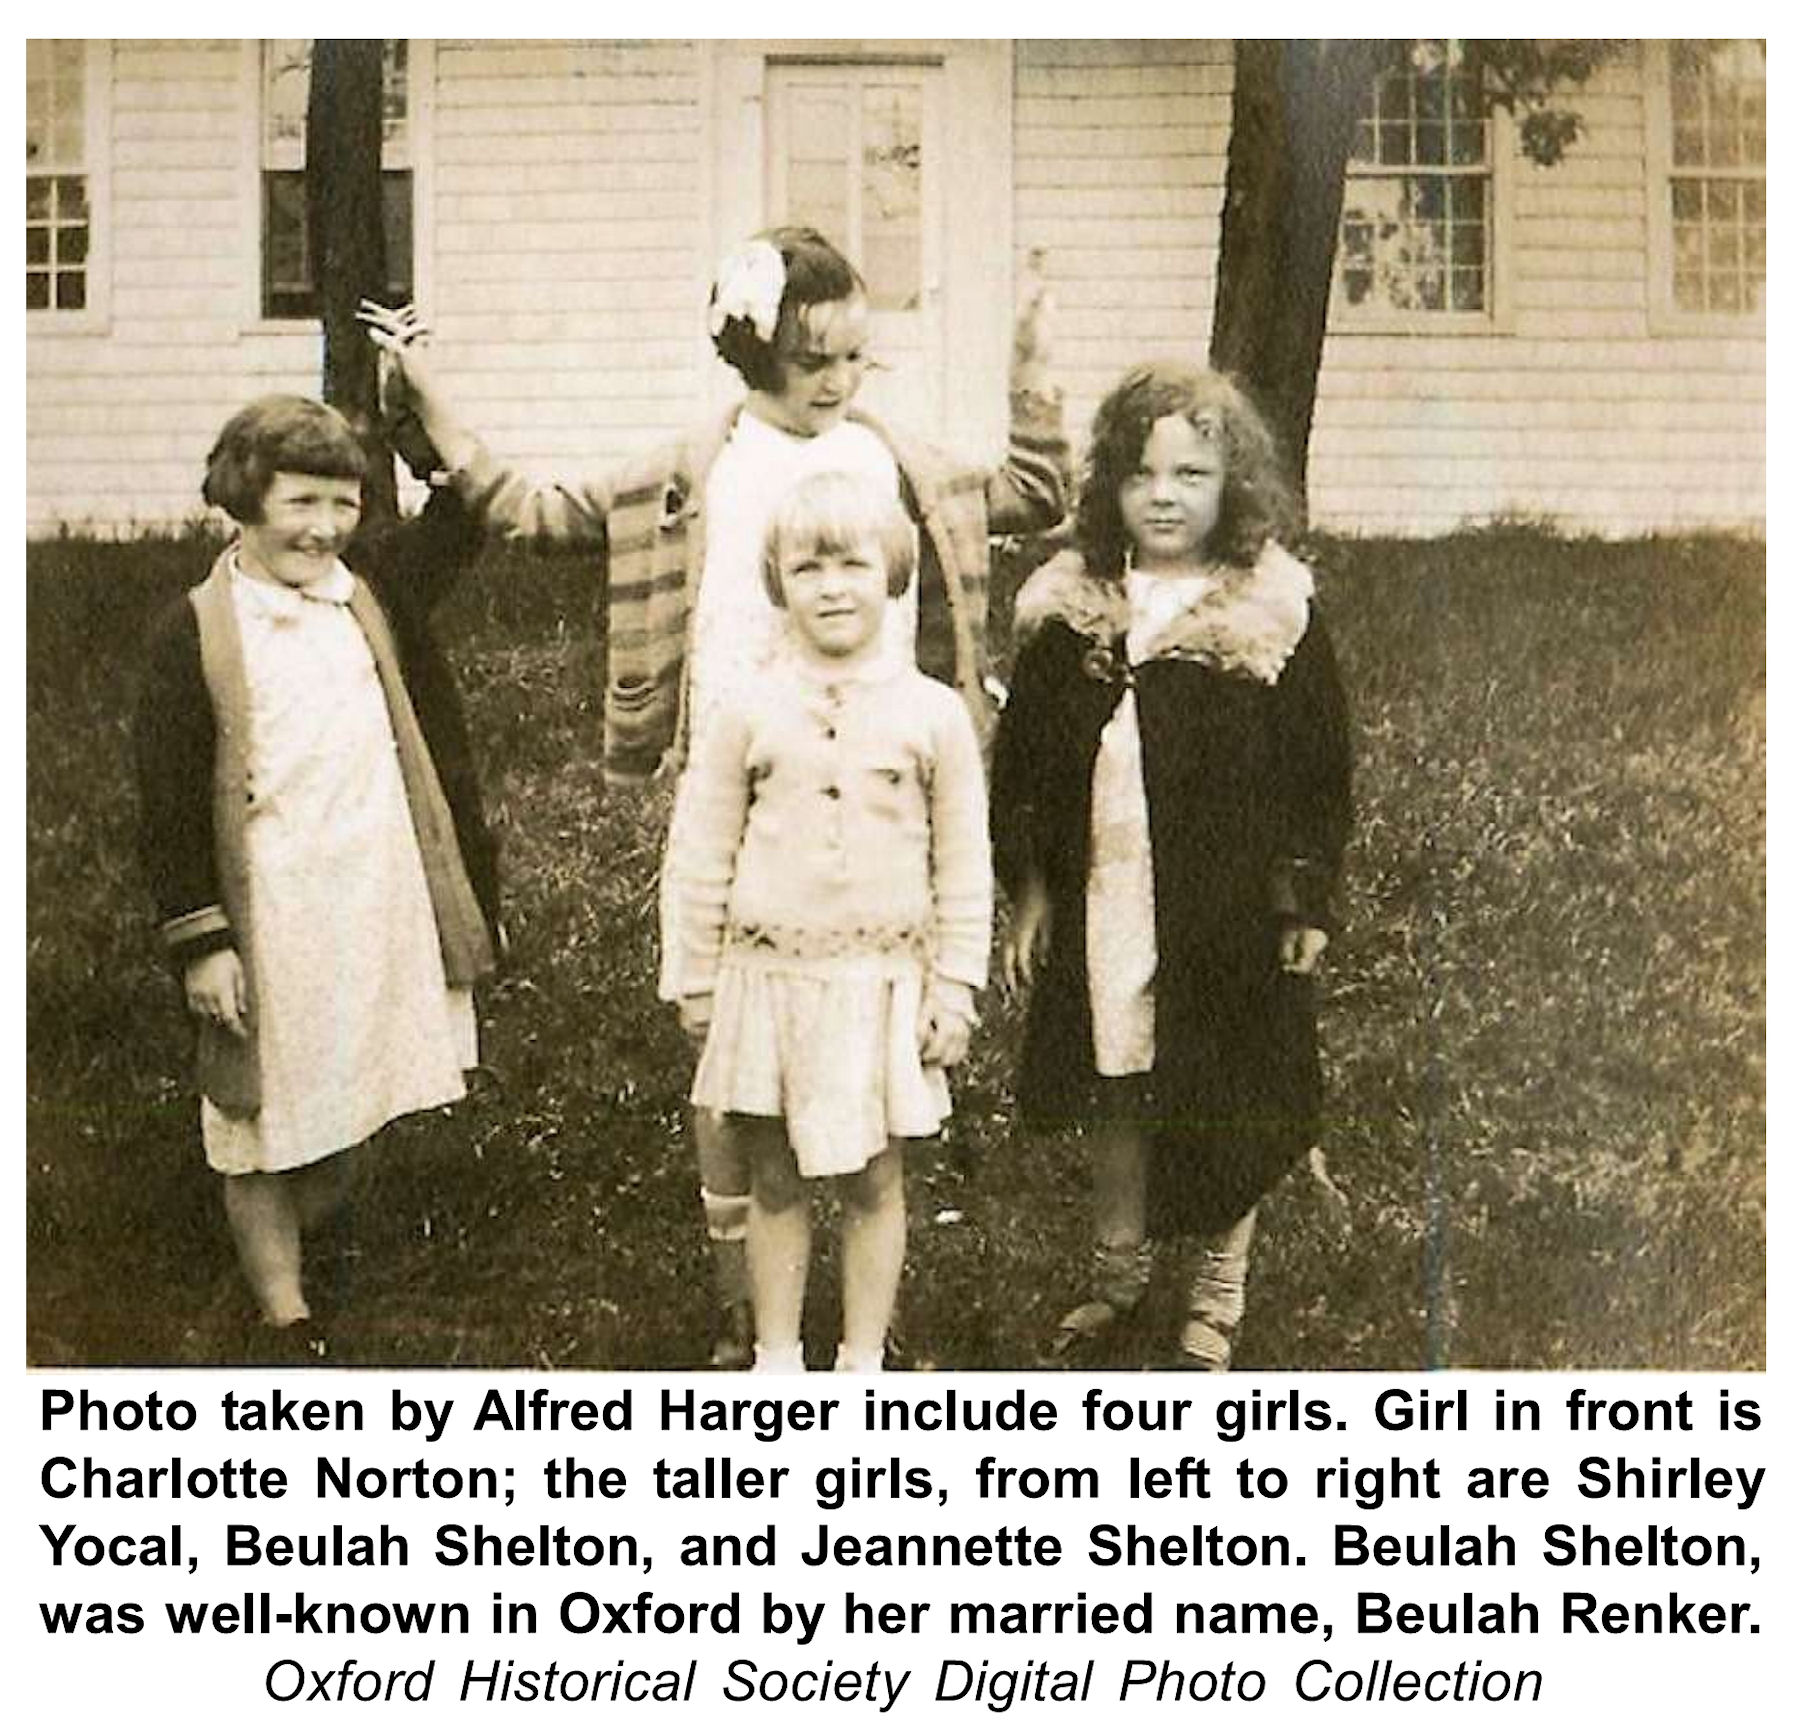 Photo taken by Alfred Harger include four girls. Girl in front is
Charlotte Norton; the taller girls, from left to right are Shirley
Yocal, Beulah Shelton, and Jeannette Shelton. Beulah Shelton,
was well-known in Oxford by her married name, Beulah Renker.
Oxford Historical Society Digital Photo Collection